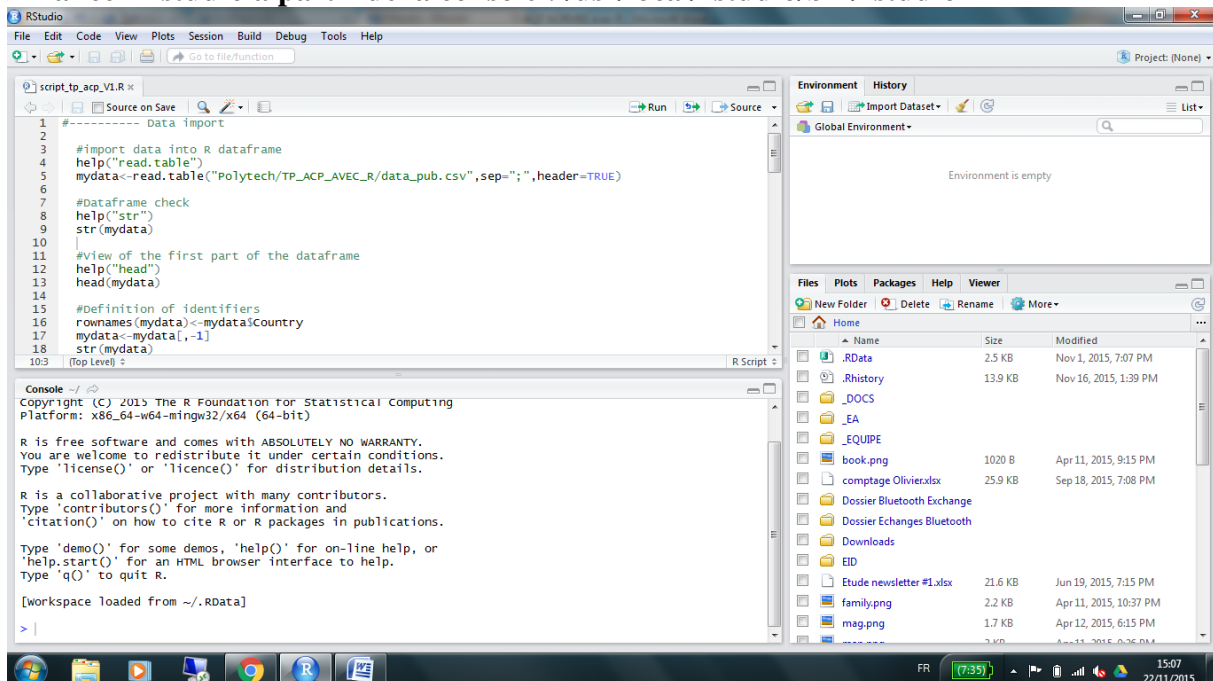 RStudio
File Edit Code View Plots Session Build Debug Tools Help
Go to file/function
Project: (None)
script_tp_acp_V1.R
Source on Save
Run
Source
1 #---------- Data import
2
3 #import data into R dataframe
4 help("read.table")
5 mydata<-read.table("Polytech/TP_ACP_AVEC_R/data_pub.csv",sep=";",header=TRUE)
6
7 #Dataframe check
8 help("str")
9 str(mydata)
10
11 #View of the first part of the dataframe
12 help("head")
13 head(mydata)
14
15 #Definition of identifiers
16 rownames(mydata)<-mydata$Country
17 mydata<-mydata[,-1]
18 str(mydata)
10:3 (Top Level) R Script
Console ~/
Copyright (C) 2015 The R Foundation for Statistical Computing
Platform: x86_64-w64-mingw32/x64 (64-bit)
R is free software and comes with ABSOLUTELY NO WARRANTY.
You are welcome to redistribute it under certain conditions.
Type 'license()' or 'licence()' for distribution details.
R is a collaborative project with many contributors.
Type 'contributors()' for more information and
'citation()' on how to cite R or R packages in publications.
Type 'demo()' for some demos, 'help()' for on-line help, or
'help.start()' for an HTML browser interface to help.
Type 'q()' to quit R.
[Workspace loaded from ~/.RData]
>
Environment History
Import Dataset
List
Global Environment
Environment is empty
Files Plots Packages Help Viewer
New Folder Delete Rename More
Home
Name Size Modified
.RData 2.5 KB Nov 1, 2015, 7:07 PM
.Rhistory 13.9 KB Nov 16, 2015, 1:39 PM
_DOCS
_EA
_EQUIPE
book.png 1020 B Apr 11, 2015, 9:15 PM
comptage Olivier.xlsx 25.9 KB Sep 18, 2015, 7:08 PM
Dossier Bluetooth Exchange
Dossier Echanges Bluetooth
Downloads
EID
Etude newsletter #1.xlsx 21.6 KB Jun 19, 2015, 7:15 PM
family.png 2.2 KB Apr 11, 2015, 10:37 PM
mag.png 1.7 KB Apr 12, 2015, 6:15 PM
FR (7:35) 15:07
22/11/2015